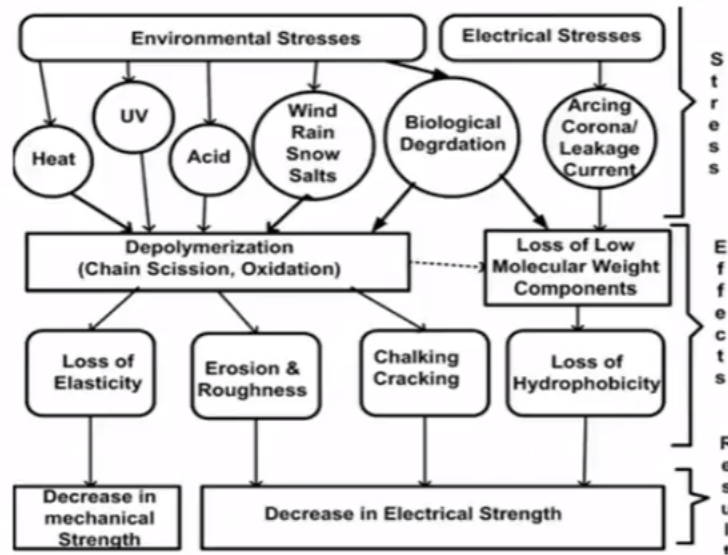 Environmental Stresses
Electrical Stresses
Heat
UV
Acid
Wind
Rain
Snow
Salts
Biological
Degrdation
Arcing
Corona/
Leakage
Current
Stress
Depolymerization
(Chain Scission, Oxidation)
Loss of Low
Molecular Weight
Components
Effects
Loss of
Elasticity
Erosion &
Roughness
Chalking
Cracking
Loss of
Hydrophobicity
Decrease in
mechanical
Strength
Decrease in Electrical Strength